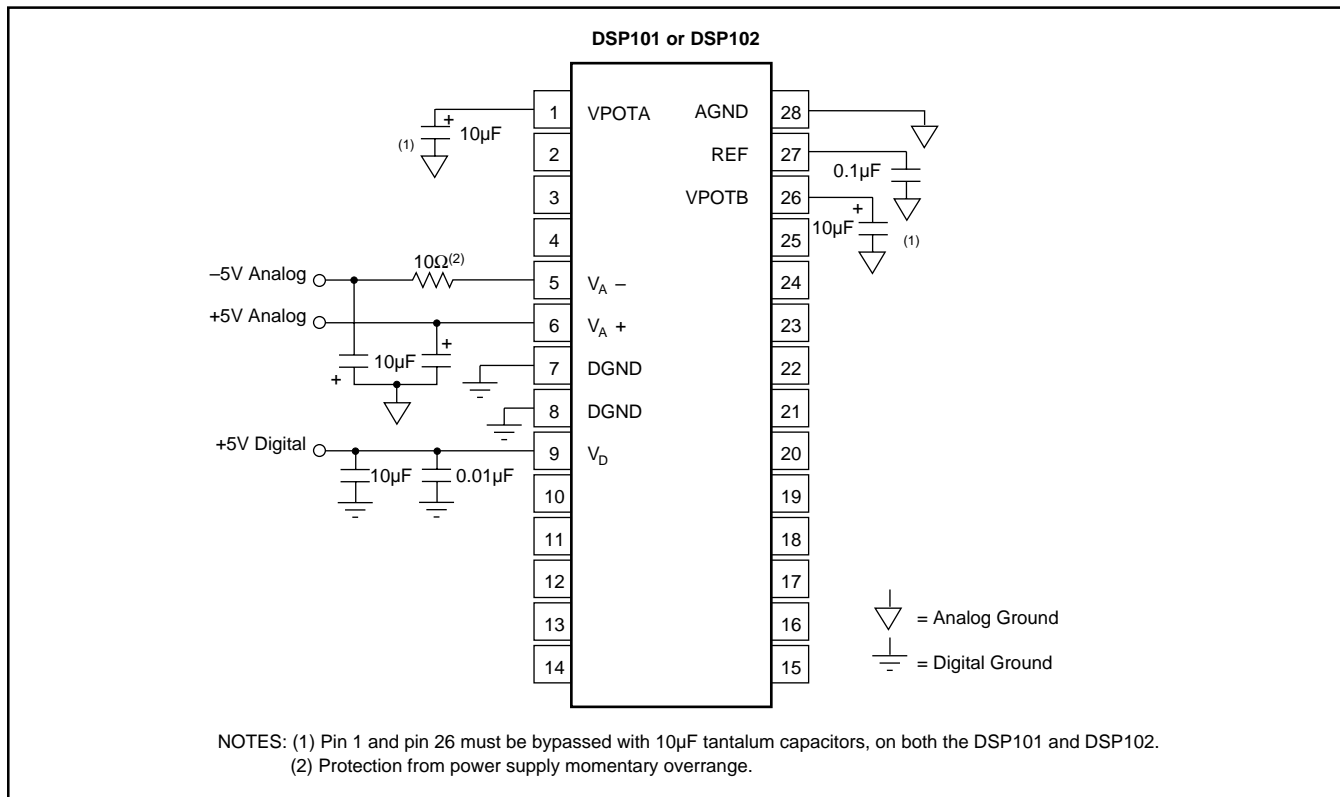 DSP101 or DSP102
1 VPOTA AGND 28
+
10µF
(1)
2 REF 27
0.1µF
3 VPOTB 26
+
10µF
(1)
4 25
–5V Analog 10Ω(2) 5 VA – 24
+5V Analog 6 VA + 23
10µF + +
7 DGND 22
8 DGND 21
+5V Digital 9 VD 20
10µF 0.01µF
10 19
11 18
12 17
13 16
= Analog Ground
14 15
= Digital Ground
NOTES: (1) Pin 1 and pin 26 must be bypassed with 10µF tantalum capacitors, on both the DSP101 and DSP102.
(2) Protection from power supply momentary overrange.